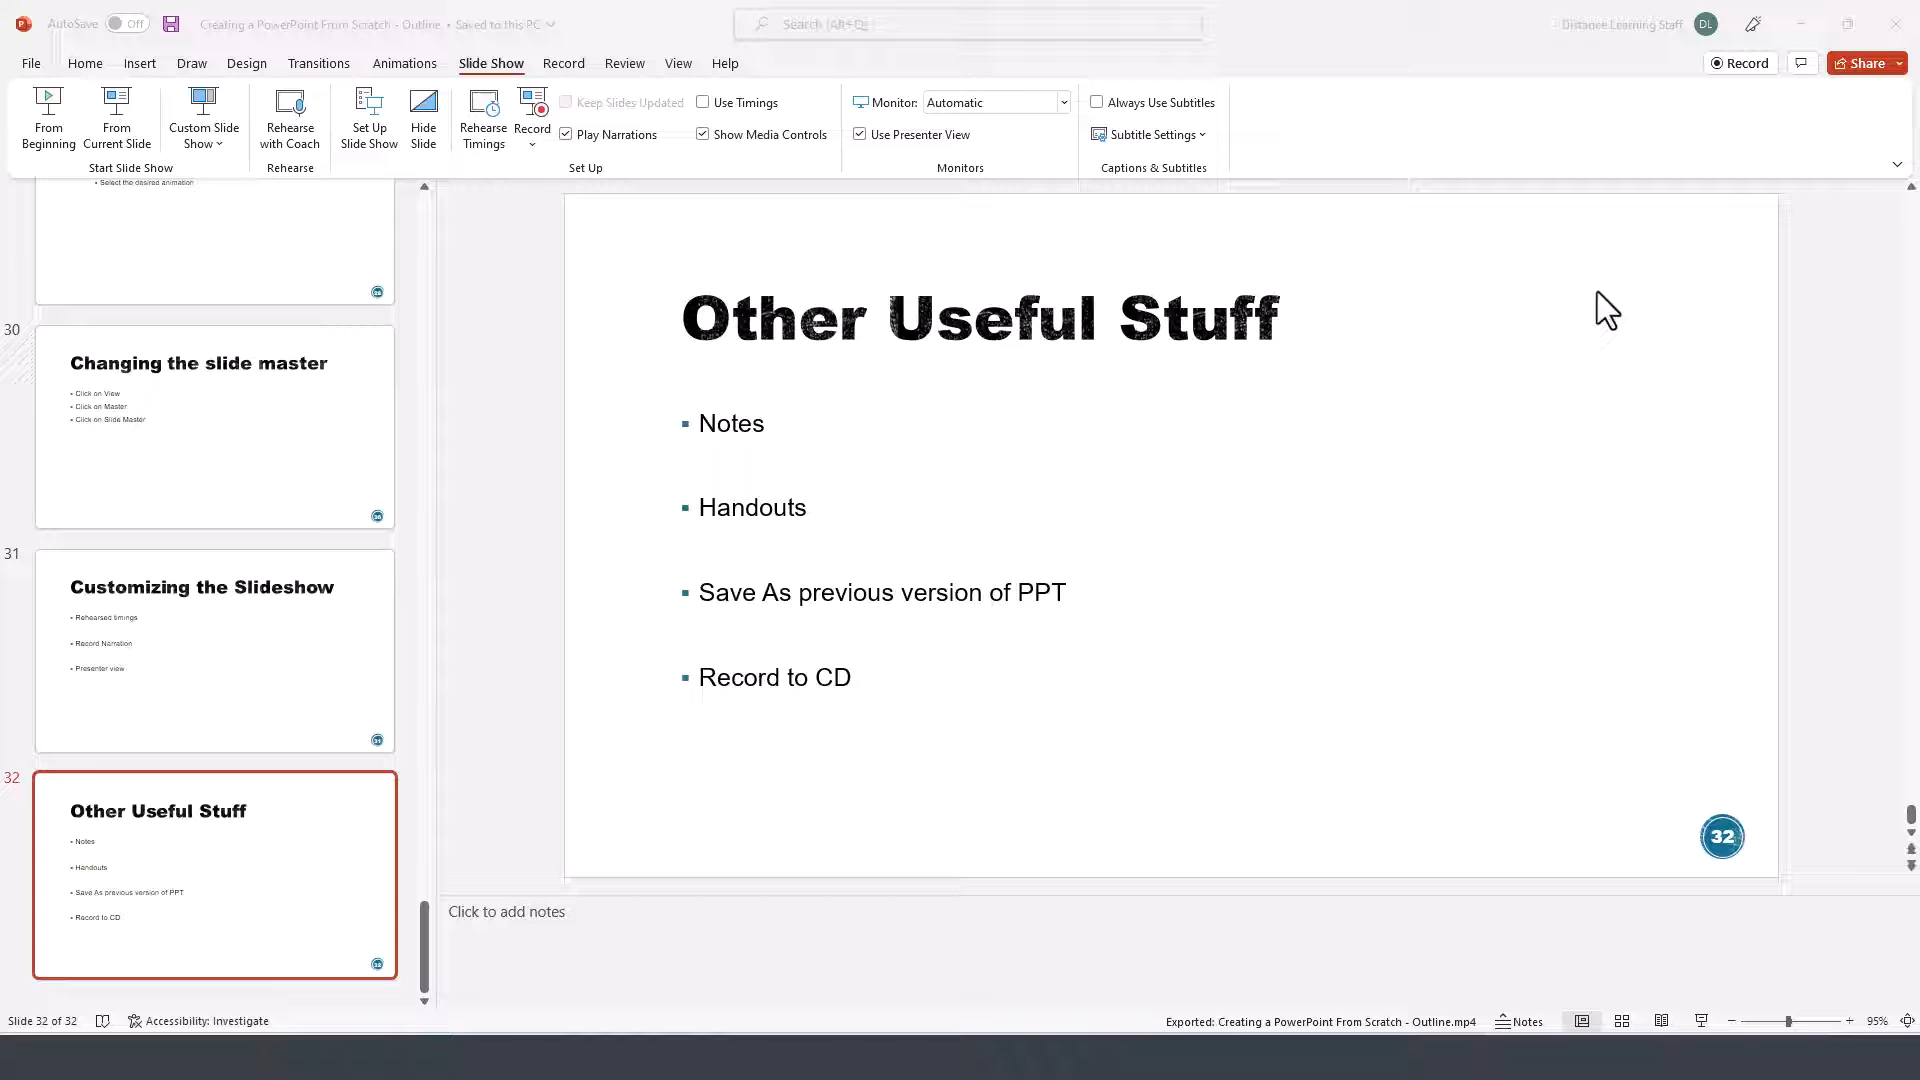 AutoSave Off Creating a PowerPoint From Scratch - Outline • Saved to this PC Search (Alt+Q) Distance Learning Staff DL
File Home Insert Draw Design Transitions Animations Slide Show Record Review View Help Record Share
From Beginning
From Current Slide
Custom Slide Show
Start Slide Show
Rehearse with Coach
Rehearse
Set Up Slide Show
Hide Slide
Rehearse Timings
Record
Keep Slides Updated
Use Timings
Play Narrations
Show Media Controls
Set Up
Monitor: Automatic
Use Presenter View
Monitors
Always Use Subtitles
Subtitle Settings
Captions & Subtitles
• Select the desired animation
30
Changing the slide master
• Click on View
• Click on Master
• Click on Slide Master
30
31
Customizing the Slideshow
• Rehearsed timings
• Record Narration
• Presenter view
31
32
Other Useful Stuff
• Notes
• Handouts
• Save As previous version of PPT
• Record to CD
32
Other Useful Stuff
▪ Notes
▪ Handouts
▪ Save As previous version of PPT
▪ Record to CD
32
Click to add notes
Slide 32 of 32 Accessibility: Investigate Exported: Creating a PowerPoint From Scratch - Outline.mp4 Notes 95%